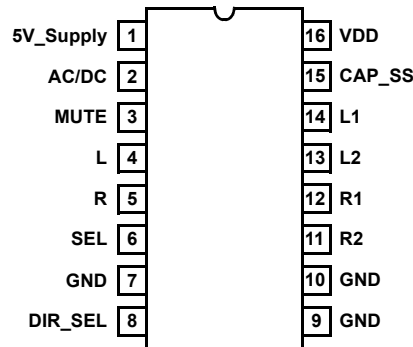 5V_Supply 1 16 VDD
AC/DC 2 15 CAP_SS
MUTE 3 14 L1
L 4 13 L2
R 5 12 R1
SEL 6 11 R2
GND 7 10 GND
DIR_SEL 8 9 GND